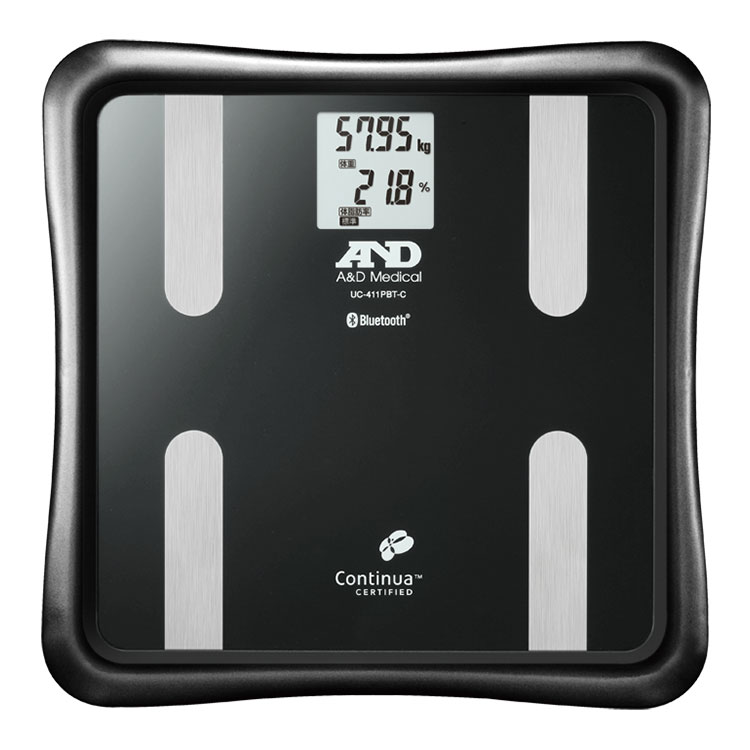 57.95 kg
体重
21.8 %
体脂肪率
標準
AND
A&D Medical
UC-411PBT-C
Bluetooth®
Continua™
CERTIFIED